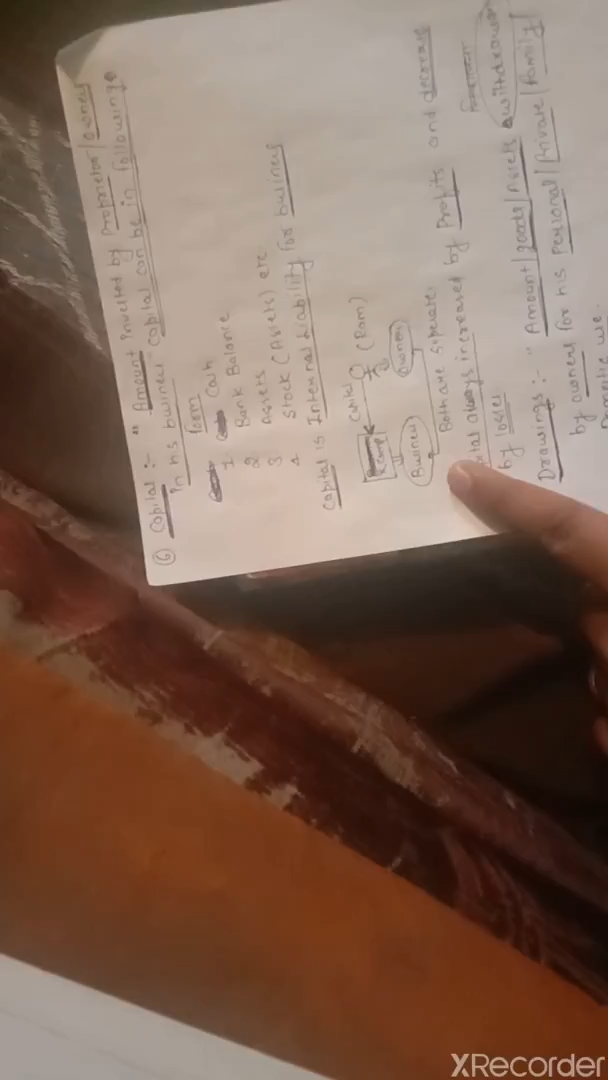 ⑥ Capital :- " Amount invested by Proprietor / owner
in his business" capital can be in following
form
1 Cash
2 Bank Balance
3 Assets
4 Stock (Assets) etc
Capital is Internal Liability for business
Capital (Ram)
Business Owner
Both are seperate.
always increased by Profits and decrease
by losses
Drawings :- " Amount / goods / Assets withdrawn
by owner for his Personal / Private / family /
use.
XRecorder